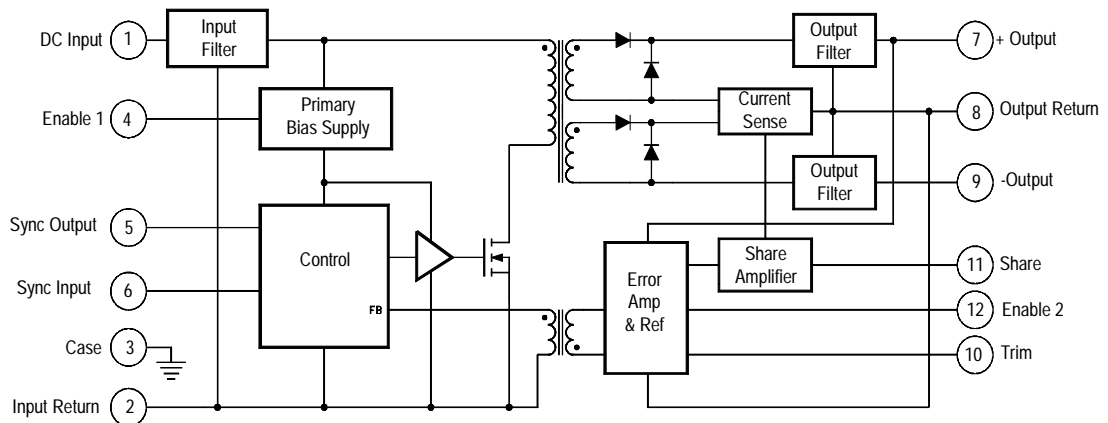 DC Input 1
Input
Filter
Output
Filter
7 + Output
Enable 1 4
Primary
Bias Supply
Current
Sense
8 Output Return
Output
Filter
9 -Output
Sync Output 5
Control
Share
Amplifier
11 Share
Sync Input 6
FB
Error
Amp
& Ref
12 Enable 2
Case 3
10 Trim
Input Return 2